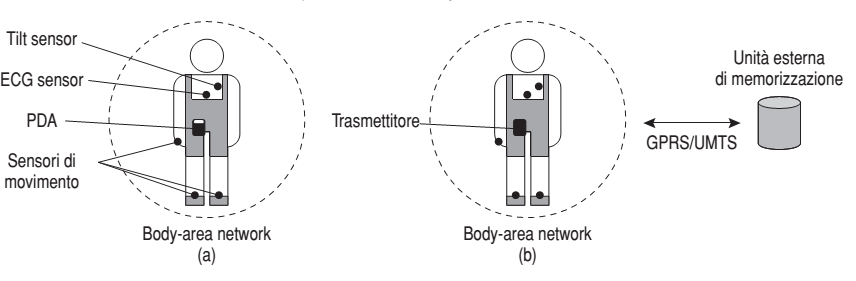 Tilt sensor
ECG sensor
PDA
Sensori di
movimento
Body-area network
(a)
Trasmettitore
Body-area network
(b)
GPRS/UMTS
Unità esterna
di memorizzazione